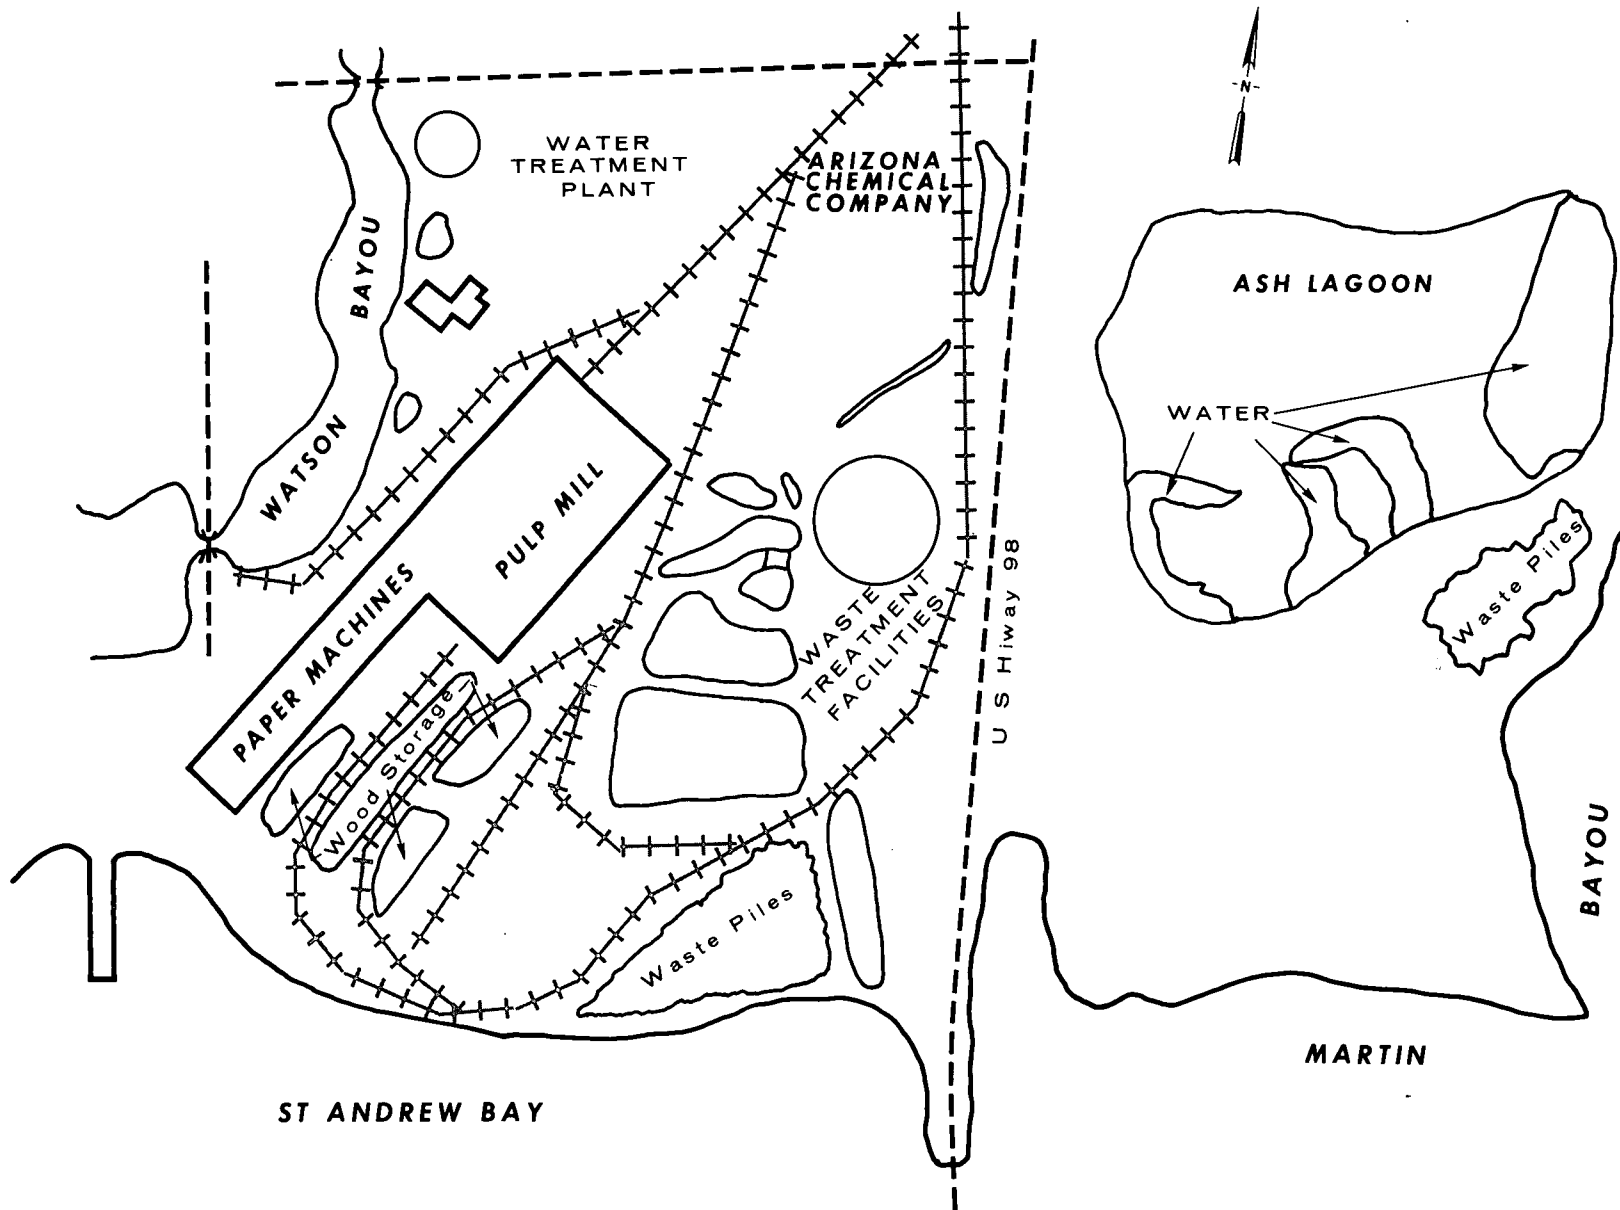 -N-
WATER
TREATMENT
PLANT
ARIZONA
CHEMICAL
COMPANY
ASH LAGOON
WATER
WATSON BAYOU
PULP MILL
PAPER MACHINES
Wood Storage
WASTE
TREATMENT
FACILITIES
U S Hiway 98
Waste Piles
Waste Piles
MARTIN BAYOU
ST ANDREW BAY